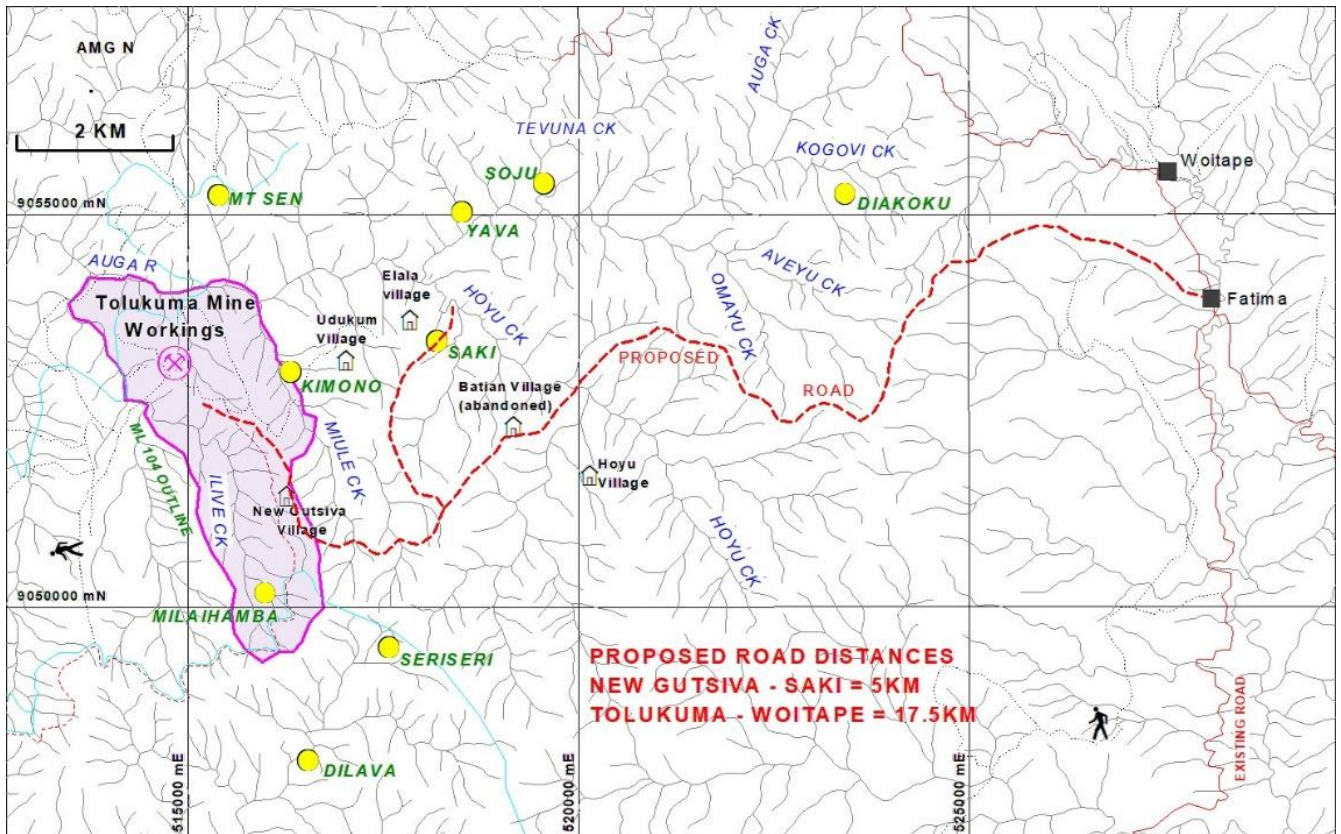 AMG N
2 KM
AUGA CK
TEVUNA CK
KOGOVI CK
Woitape
SOJU
MT SEN
DIAKOKU
9055000 mN
YAVA
AUGA R
Elala
village
AVEYU CK
HOYU CK
OMAYU CK
Tolukuma Mine
Workings
Fatima
Udukum
Village
SAKI
PROPOSED
KIMONO
Batian Village
(abandoned)
ROAD
MIULE CK
ML 104 OUTLINE
ILIVE CK
Hoyu
Village
New Gutsiva
Village
HOYU CK
9050000 mN
MILAIHAMBA
SERISERI
PROPOSED ROAD DISTANCES
NEW GUTSIVA - SAKI = 5KM
TOLUKUMA - WOITAPE = 17.5KM
EXISTING ROAD
DILAVA
515000 mE
520000 mE
525000 mE